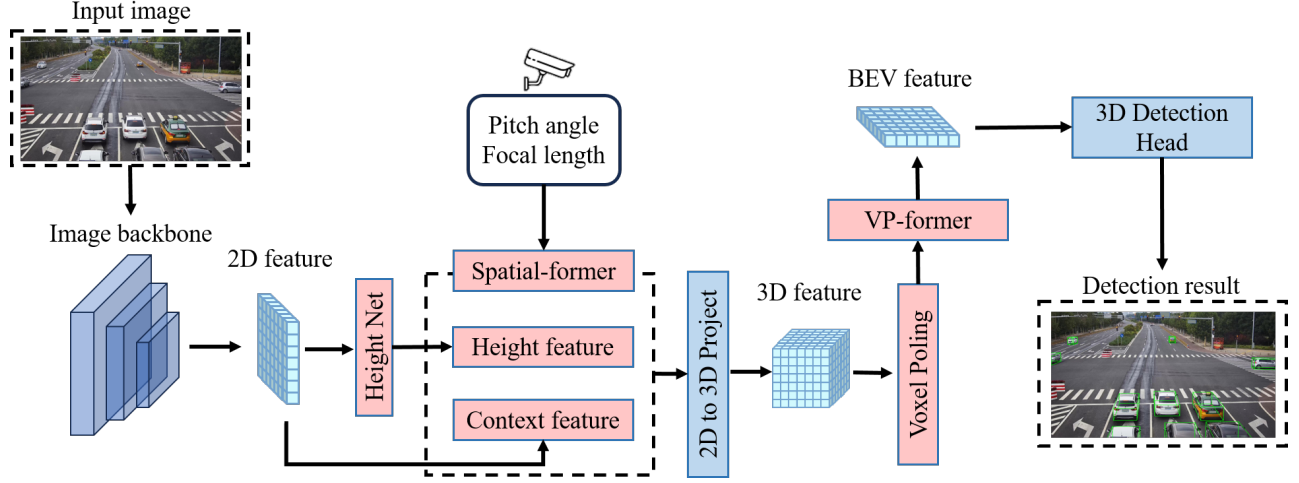 Input image
Pitch angle
Focal length
BEV feature
3D Detection
Head
Image backbone
2D feature
Height Net
Spatial-former
Height feature
Context feature
2D to 3D Project
3D feature
Voxel Poling
VP-former
Detection result